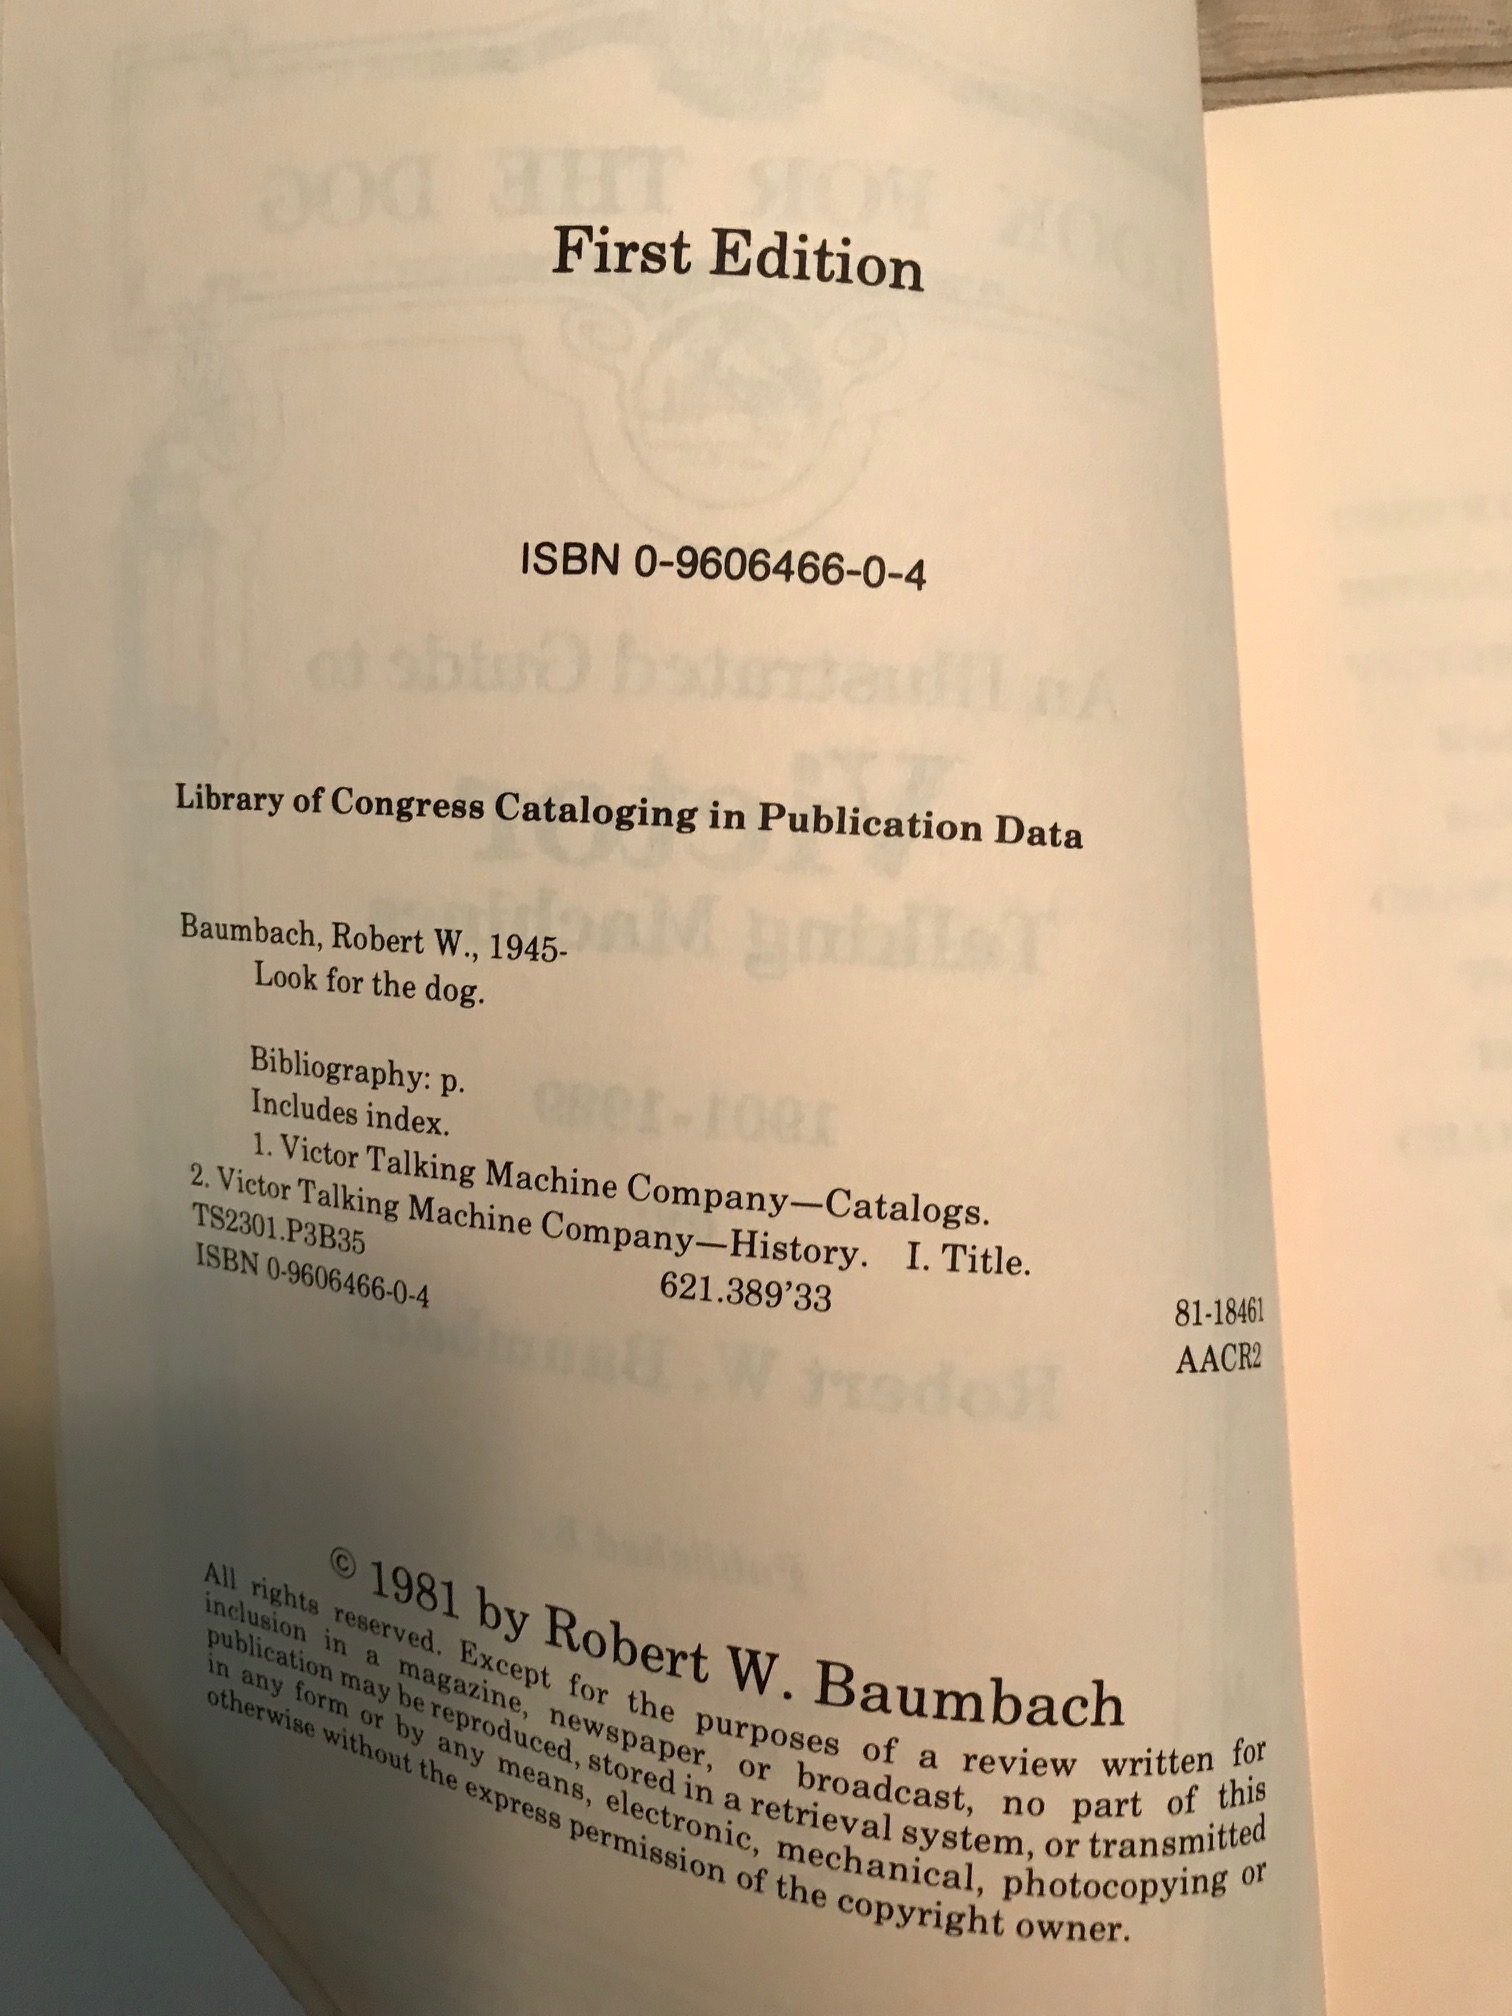 First Edition
ISBN 0-9606466-0-4
Library of Congress Cataloging in Publication Data
Baumbach, Robert W., 1945-
Look for the dog.
Bibliography: p.
Includes index.
1. Victor Talking Machine Company—Catalogs.
2. Victor Talking Machine Company—History. I. Title.
TS2301.P3B35 621.389'33 81-18461
ISBN 0-9606466-0-4 AACR2
© 1981 by Robert W. Baumbach
All rights reserved. Except for the purposes of a review written for
inclusion in a magazine, newspaper, or broadcast, no part of this
publication may be reproduced, stored in a retrieval system, or transmitted
in any form or by any means, electronic, mechanical, photocopying or
otherwise without the express permission of the copyright owner.